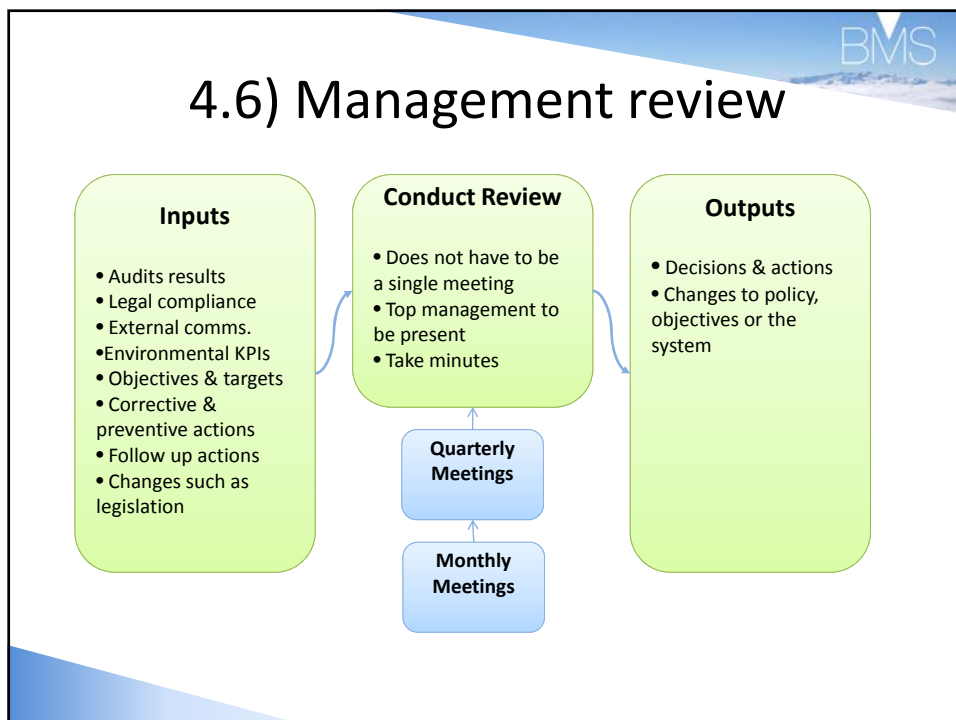 BMS
4.6) Management review
Inputs
• Audits results
• Legal compliance
• External comms.
•Environmental KPIs
• Objectives & targets
• Corrective &
preventive actions
• Follow up actions
• Changes such as
legislation
Conduct Review
• Does not have to be
a single meeting
• Top management to
be present
• Take minutes
Quarterly
Meetings
Monthly
Meetings
Outputs
• Decisions & actions
• Changes to policy,
objectives or the
system